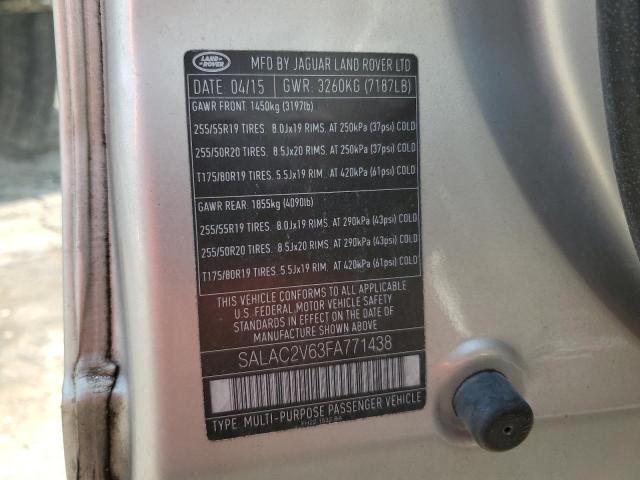 LAND ROVER
MFD BY JAGUAR LAND ROVER LTD
DATE: 04/15 GWR: 3260KG (7187LB)
GAWR FRONT: 1450kg (3197lb)
255/55R19 TIRES. 8.0Jx19 RIMS, AT 250kPa (37psi) COLD
255/50R20 TIRES. 8.5Jx20 RIMS, AT 250kPa (37psi) COLD
T175/80R19 TIRES. 5.5Jx19 RIM, AT 420kPa (61psi) COLD
GAWR REAR: 1855kg (4090lb)
255/55R19 TIRES. 8.0Jx19 RIMS, AT 290kPa (43psi) COLD
255/50R20 TIRES. 8.5Jx20 RIMS, AT 290kPa (43psi) COLD
T175/80R19 TIRES. 5.5Jx19 RIM, AT 420kPa (61psi) COLD
THIS VEHICLE CONFORMS TO ALL APPLICABLE
U.S. FEDERAL MOTOR VEHICLE SAFETY
STANDARDS IN EFFECT ON THE DATE OF
MANUFACTURE SHOWN ABOVE
SALAC2V63FA771438
TYPE: MULTI-PURPOSE PASSENGER VEHICLE